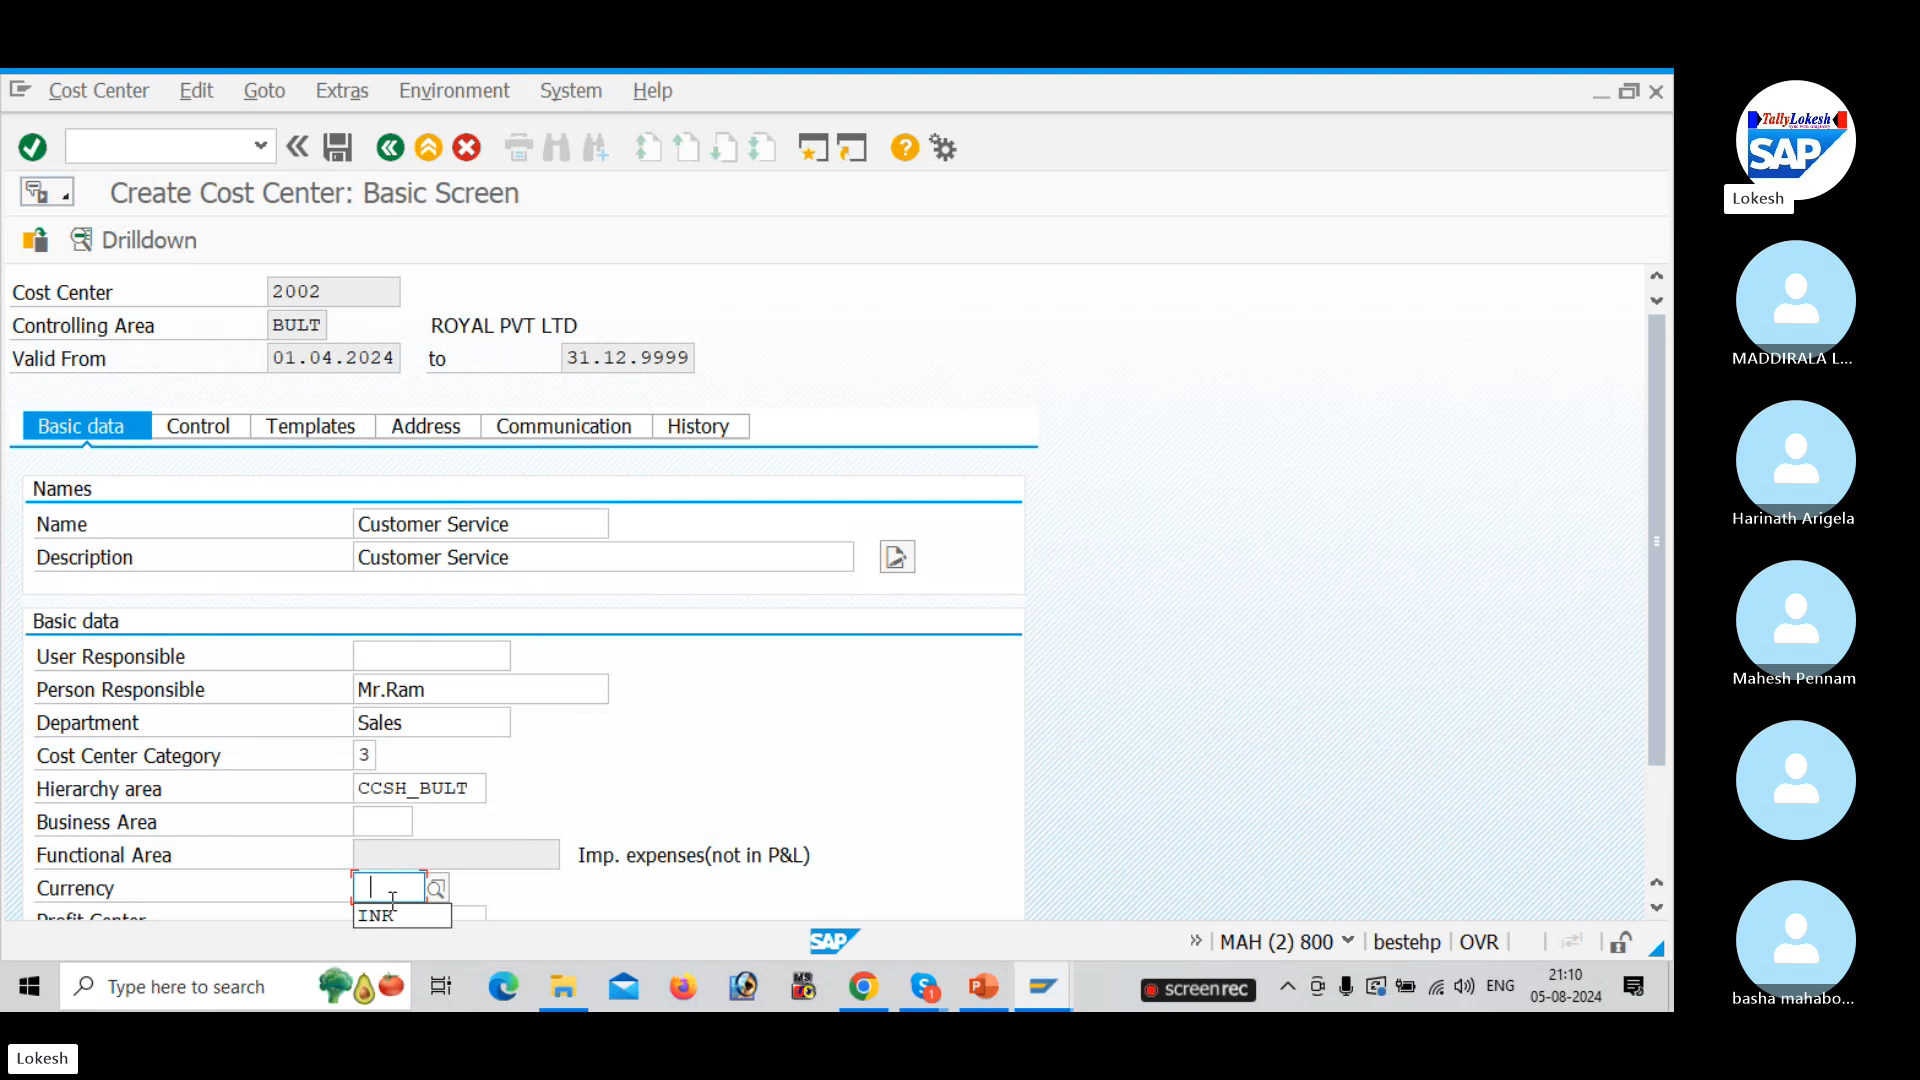 Cost Center Edit Goto Extras Environment System Help
Create Cost Center: Basic Screen
Drilldown
Cost Center 2002
Controlling Area BULT ROYAL PVT LTD
Valid From 01.04.2024 to 31.12.9999
Basic data Control Templates Address Communication History
Names
Name Customer Service
Description Customer Service
Basic data
User Responsible
Person Responsible Mr.Ram
Department Sales
Cost Center Category 3
Hierarchy area CCSH_BULT
Business Area
Functional Area Imp. expenses(not in P&L)
Currency
Profit Center
INR
SAP MAH (2) 800 bestehp OVR
Type here to search
screenrec
ENG
21:10
05-08-2024
TallyLokesh
SAP
Lokesh
MADDIRALA L...
Harinath Arigela
Mahesh Pennam
basha mahabo...
Lokesh